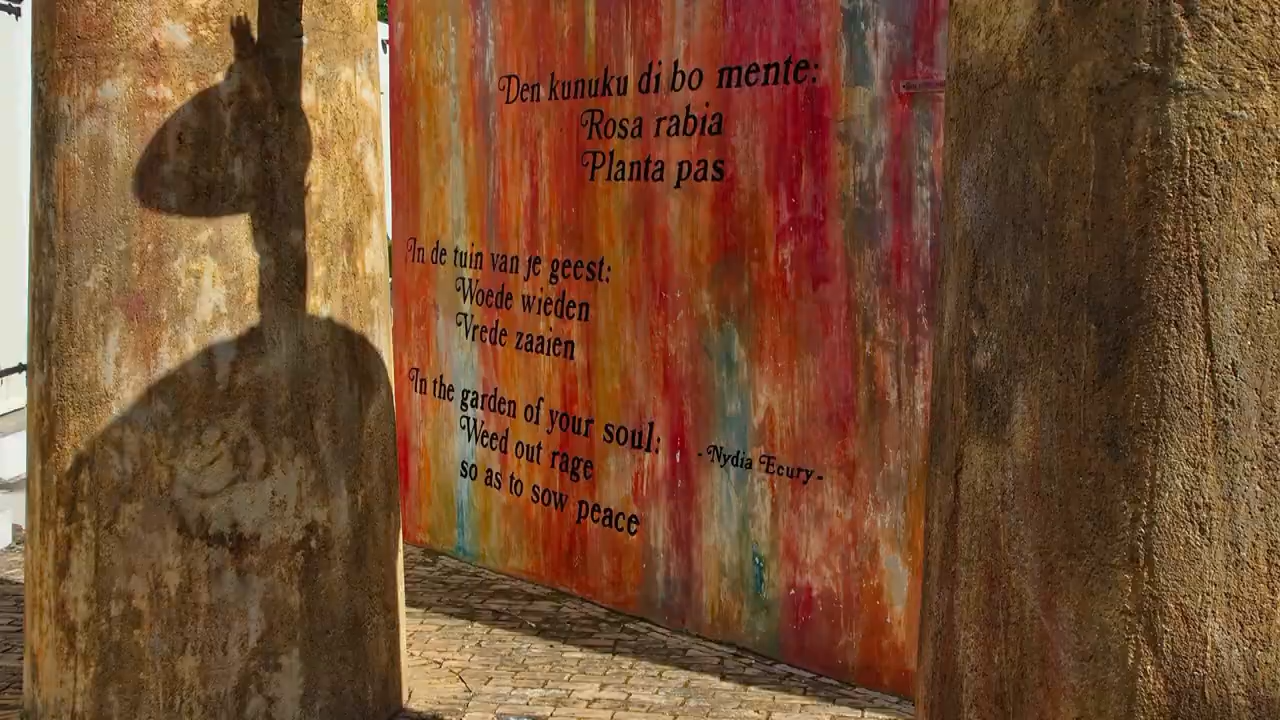 Den kunuku di bo mente:
Rosa rabia
Planta pas
In de tuin van je geest:
Woede wieden
Vrede zaaien
In the garden of your soul:
Weed out rage
so as to sow peace
-Nydia Ecury-